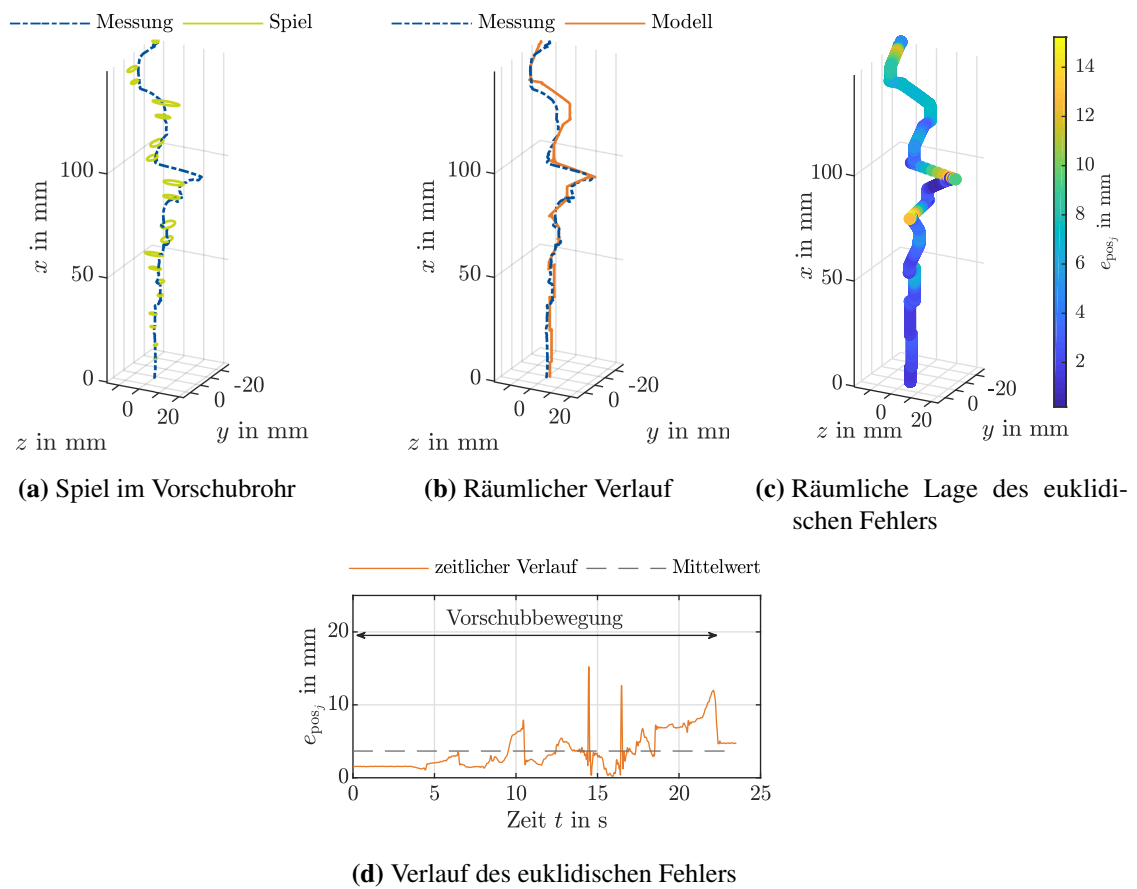 Messung Spiel
Messung Modell
100
50
0
x in mm
0
20
-20
0
z in mm
y in mm
100
50
0
x in mm
0
20
-20
0
z in mm
y in mm
100
50
0
x in mm
0
20
-20
0
z in mm
y in mm
14
12
10
8
6
4
2
e_pos_j in mm
(a) Spiel im Vorschubrohr
(b) Räumlicher Verlauf
(c) Räumliche Lage des euklidi-
schen Fehlers
zeitlicher Verlauf Mittelwert
Vorschubbewegung
20
10
0
e_pos_j in mm
0 5 10 15 20 25
Zeit t in s
(d) Verlauf des euklidischen Fehlers